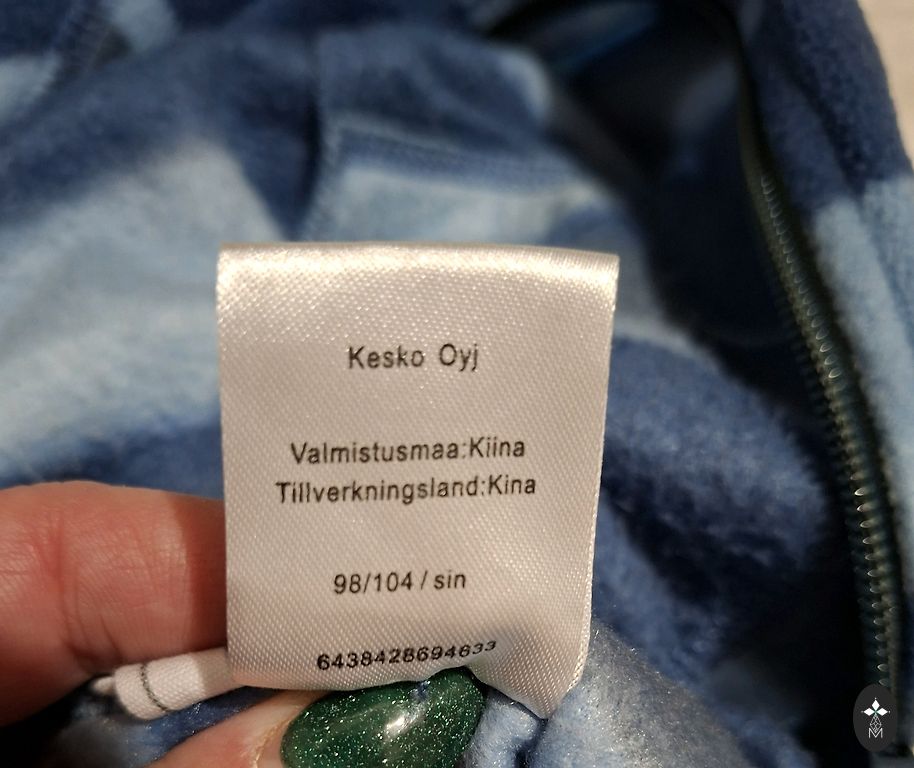 Kesko Oyj
Valmistusmaa:Kiina
Tillverkningsland:Kina
98/104 / sin
6438428694633
M